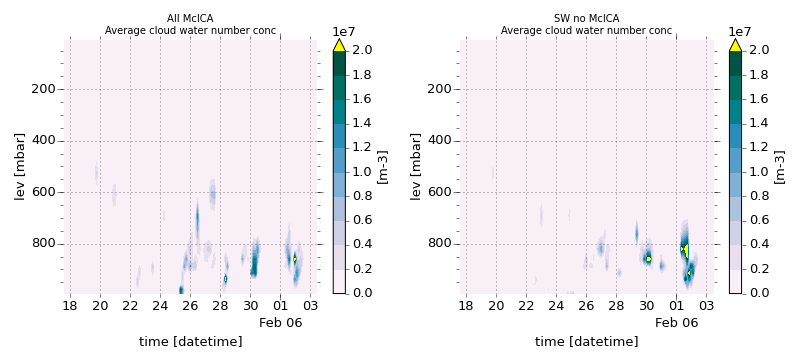 All McICA
Average cloud water number conc
1e7
2.0
1.8
1.6
1.4
1.2
1.0
0.8
0.6
0.4
0.2
0.0
[m-3]
200
400
600
800
lev [mbar]
18 20 22 24 26 28 30 01 03
Feb 06
time [datetime]
SW no McICA
Average cloud water number conc
1e7
2.0
1.8
1.6
1.4
1.2
1.0
0.8
0.6
0.4
0.2
0.0
[m-3]
200
400
600
800
lev [mbar]
18 20 22 24 26 28 30 01 03
Feb 06
time [datetime]